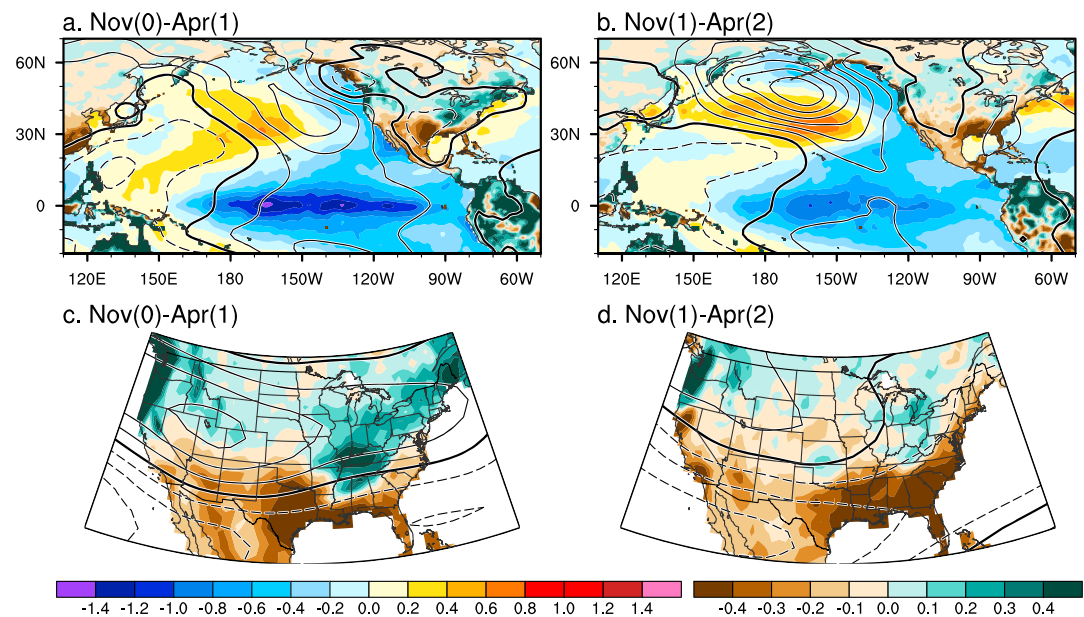 a. Nov(0)-Apr(1)
b. Nov(1)-Apr(2)
60N
30N
0
120E 150E 180 150W 120W 90W 60W
60N
30N
0
120E 150E 180 150W 120W 90W 60W
c. Nov(0)-Apr(1)
d. Nov(1)-Apr(2)
-1.4 -1.2 -1.0 -0.8 -0.6 -0.4 -0.2 0.0 0.2 0.4 0.6 0.8 1.0 1.2 1.4
-0.4 -0.3 -0.2 -0.1 0.0 0.1 0.2 0.3 0.4